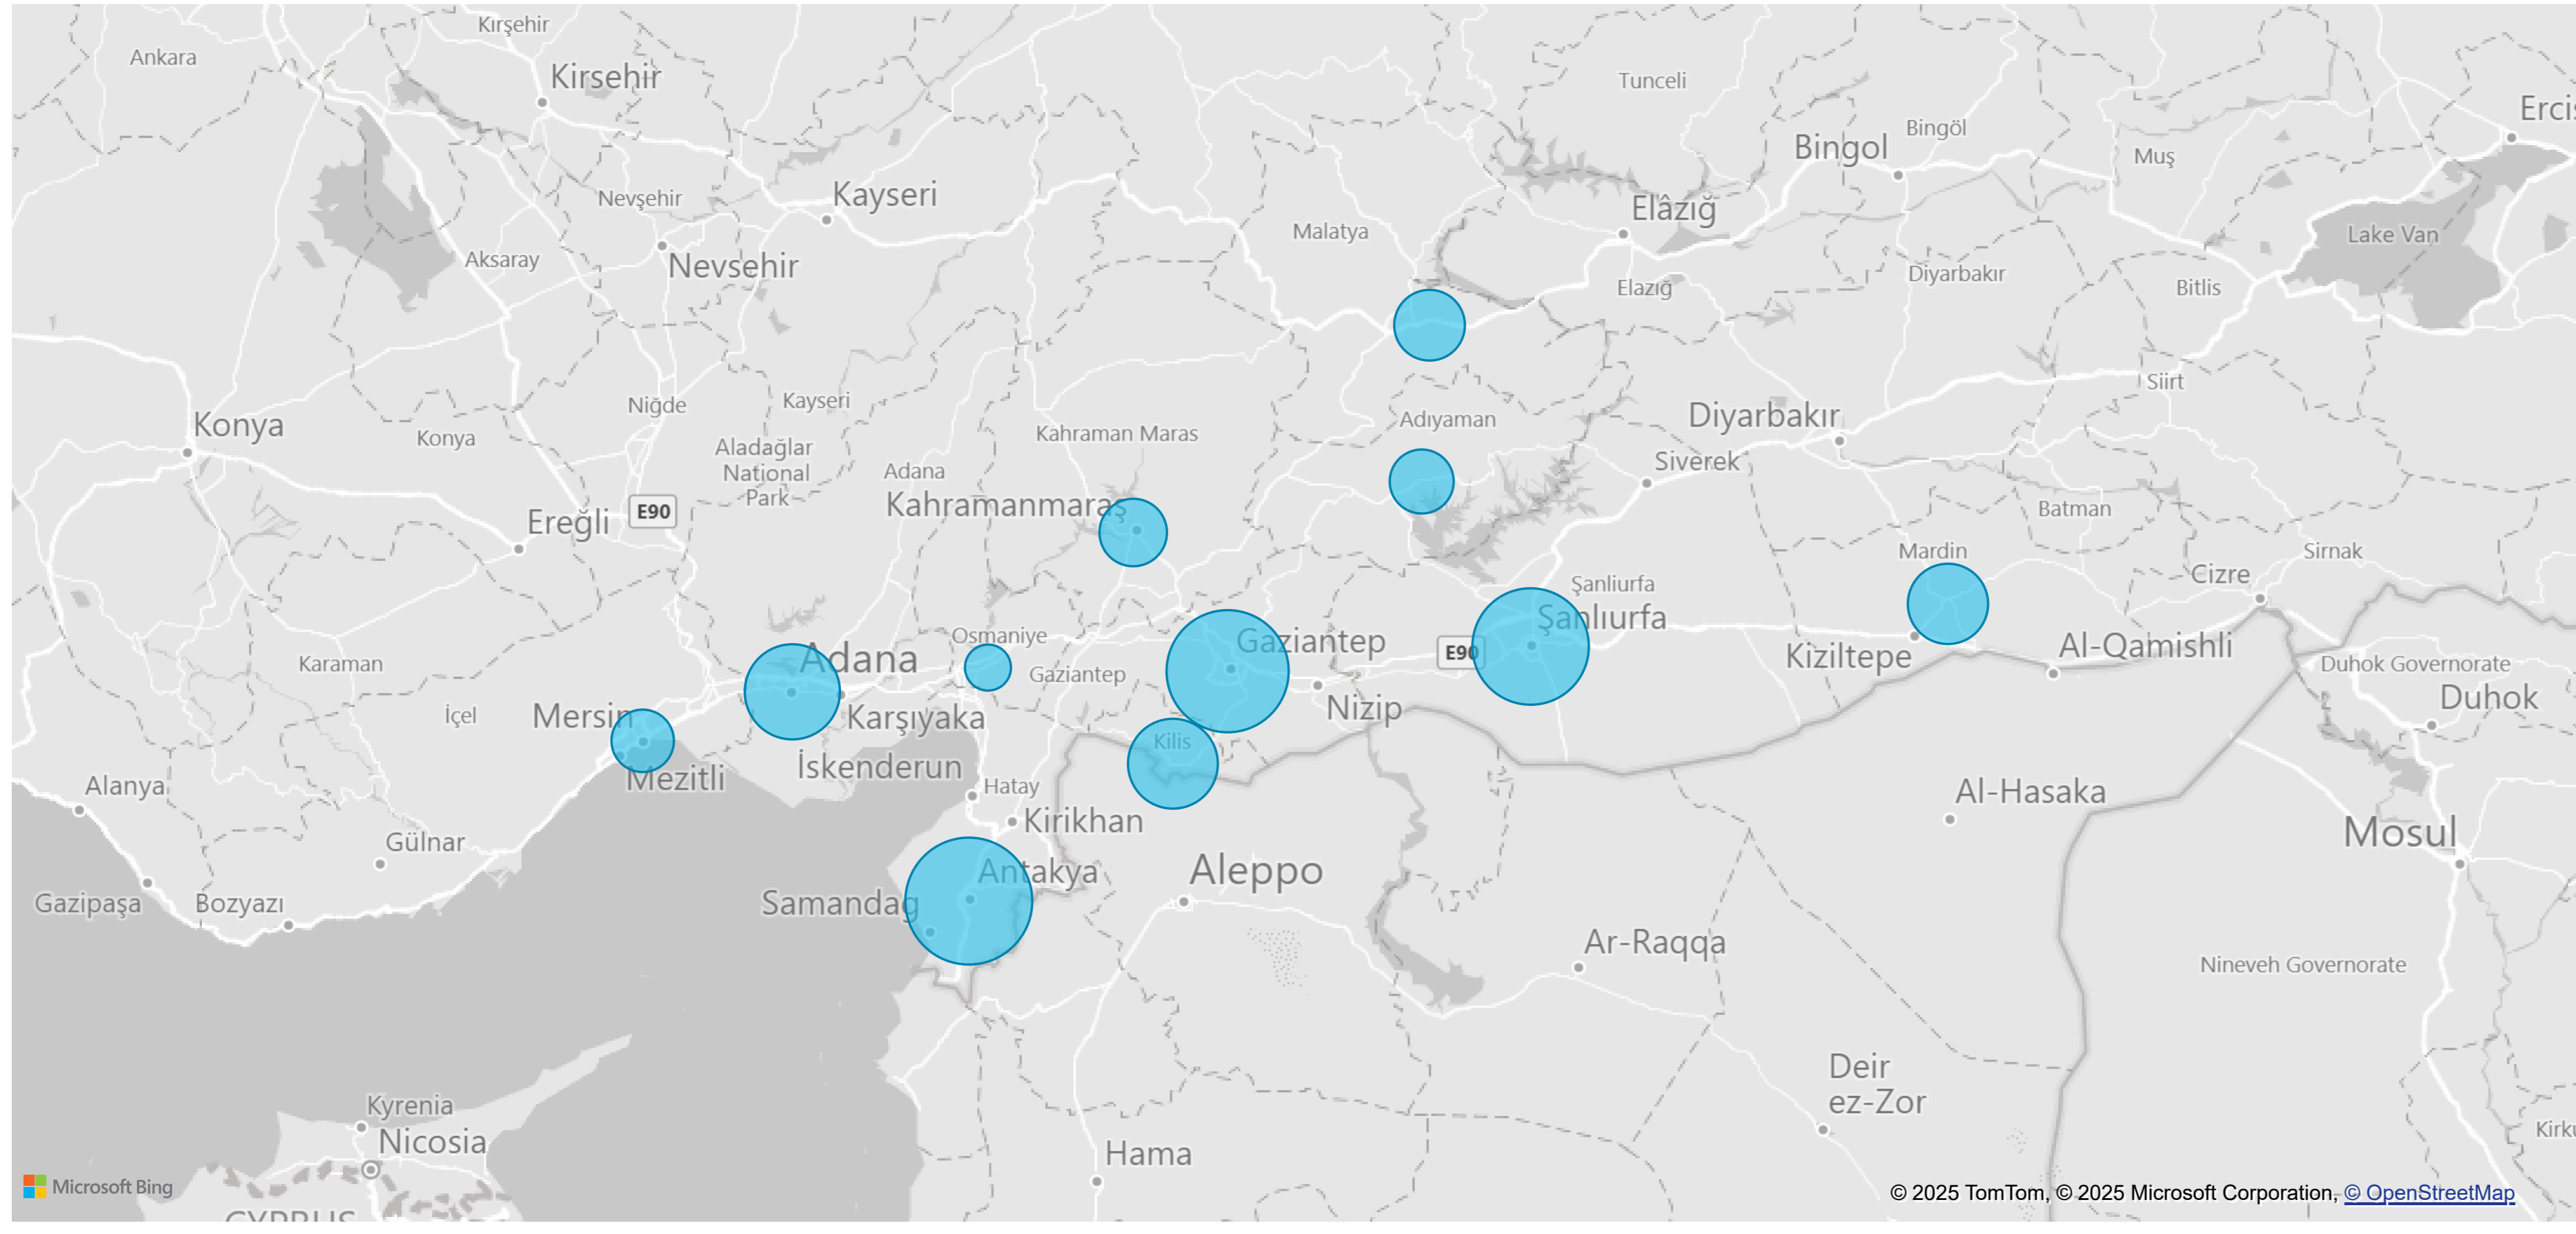 Kırşehir
Ankara
Kirsehir
Tunceli
Erciş
Bingol
Bingöl
Muş
Nevşehir
Kayseri
Elâzığ
Malatya
Lake Van
Aksaray
Nevsehir
Diyarbakır
Elazığ
Bitlis
Siirt
Kayseri
Niğde
Adıyaman
Diyarbakır
Konya
Konya
Kahraman Maras
Aladağlar
National
Park
Siverek
Adana
Kahramanmaraş
Batman
E90
Ereğli
Mardin
Sirnak
Cizre
Şanliurfa
Şanlıurfa
Osmaniye
Gaziantep
E90
Al-Qamishli
Adana
Kiziltepe
Karaman
Gaziantep
Duhok Governorate
Duhok
Nizip
İçel
Mersin
Karşıyaka
Kilis
İskenderun
Mezitli
Alanya
Hatay
Al-Hasaka
Kirikhan
Mosul
Gülnar
Antakya
Aleppo
Gazipaşa
Bozyazı
Samandag
Ar-Raqqa
Nineveh Governorate
Deir
ez-Zor
Kyrenia
Nicosia
Kirku
Hama
Microsoft Bing
© 2025 TomTom, © 2025 Microsoft Corporation, © OpenStreetMap
CYPRUS